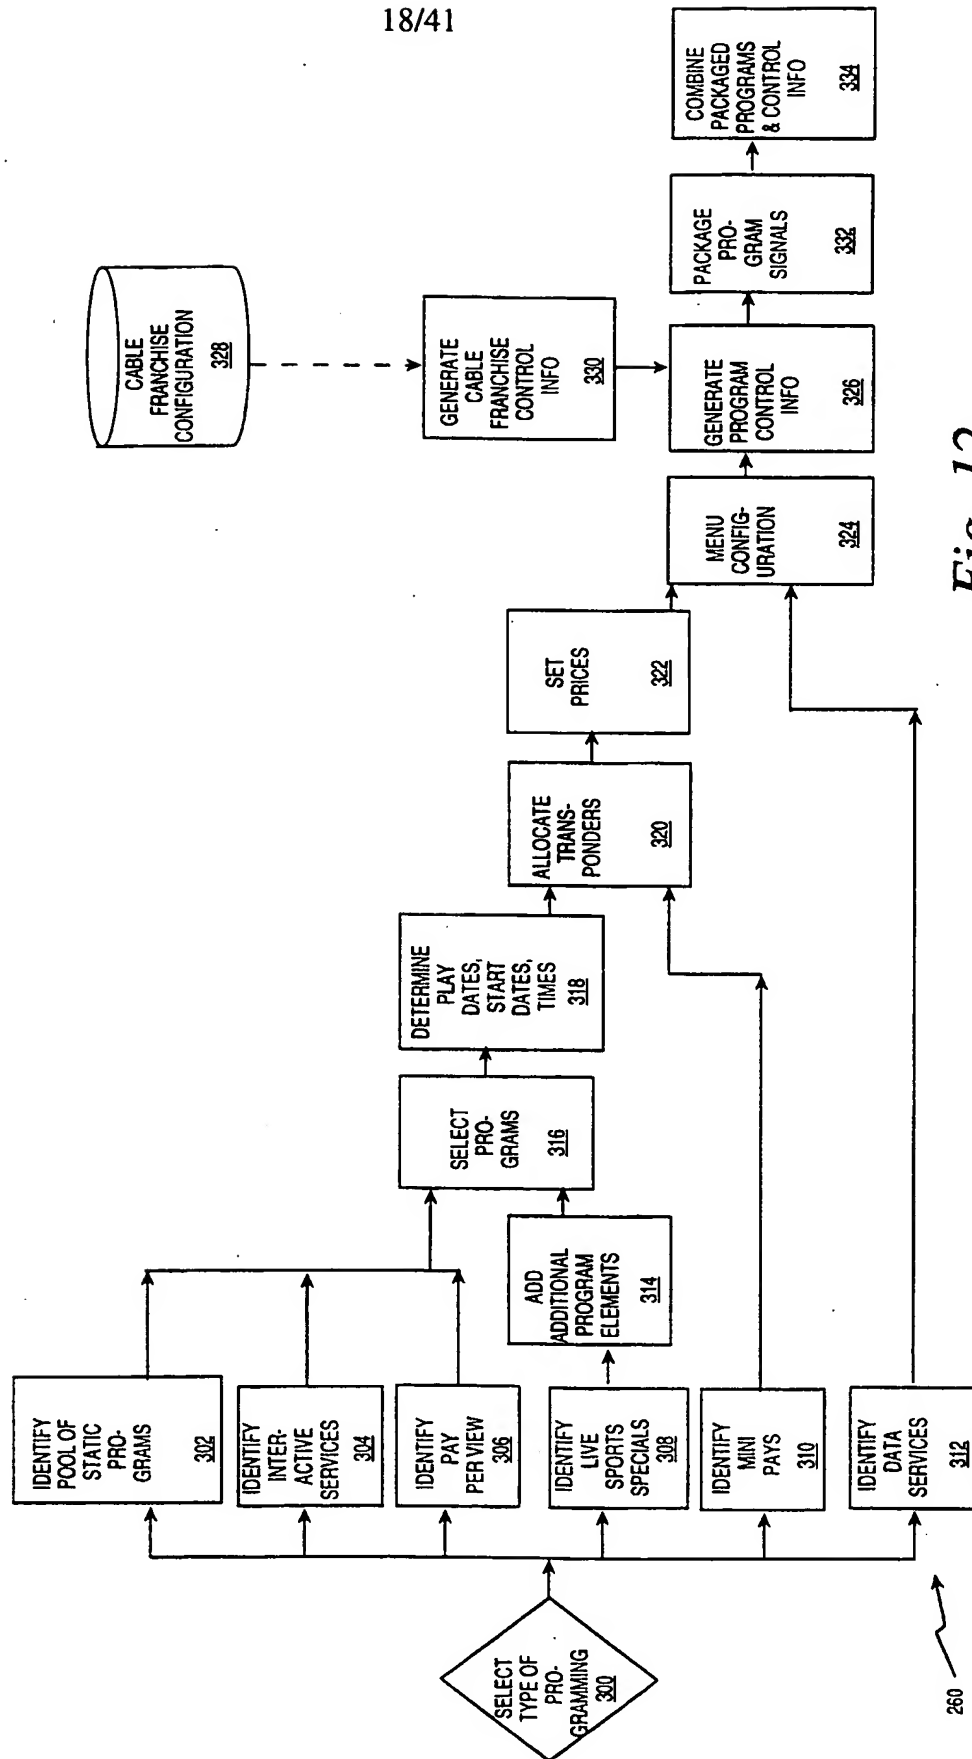 18/41
SELECT
TYPE OF
PRO-
GRAMMING
300
IDENTIFY
POOL OF
STATIC
PRO-
GRAMS
302
IDENTIFY
INTER-
ACTIVE
SERVICES
304
IDENTIFY
PAY
PER VIEW
306
IDENTIFY
LIVE
SPORTS
SPECIALS
308
IDENTIFY
MINI
PAYS
310
IDENTIFY
DATA
SERVICES
312
ADD
ADDITIONAL
PROGRAM
ELEMENTS
314
SELECT
PRO-
GRAMS
316
DETERMINE
PLAY
DATES,
START
DATES,
TIMES
318
ALLOCATE
TRANS-
PONDERS
320
SET
PRICES
322
MENU
CONFIG-
URATION
324
GENERATE
PROGRAM
CONTROL
INFO
326
CABLE
FRANCHISE
CONFIGURATION
328
GENERATE
CABLE
FRANCHISE
CONTROL
INFO
330
PACKAGE
PRO-
GRAM
SIGNALS
332
COMBINE
PACKAGED
PROGRAMS
& CONTROL
INFO
334
260
Fig. 12